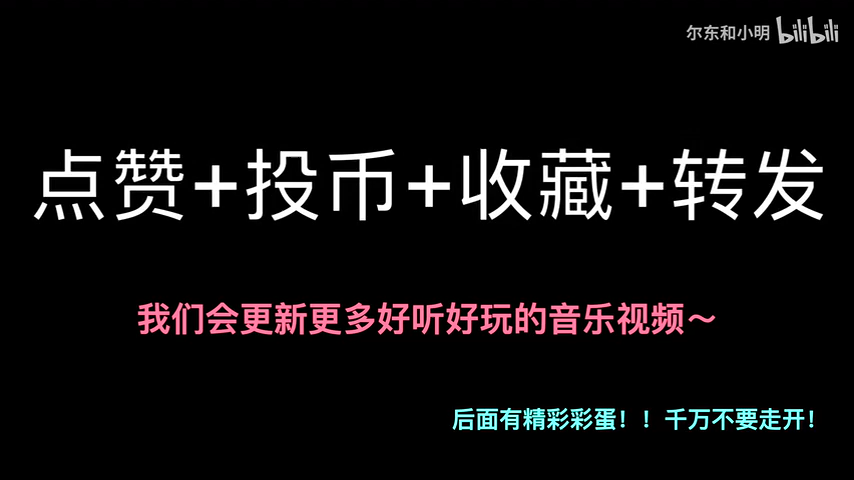 尔东和小明 bilibili
点赞+投币+收藏+转发
我们会更新更多好听好玩的音乐视频～
后面有精彩彩蛋！！千万不要走开！